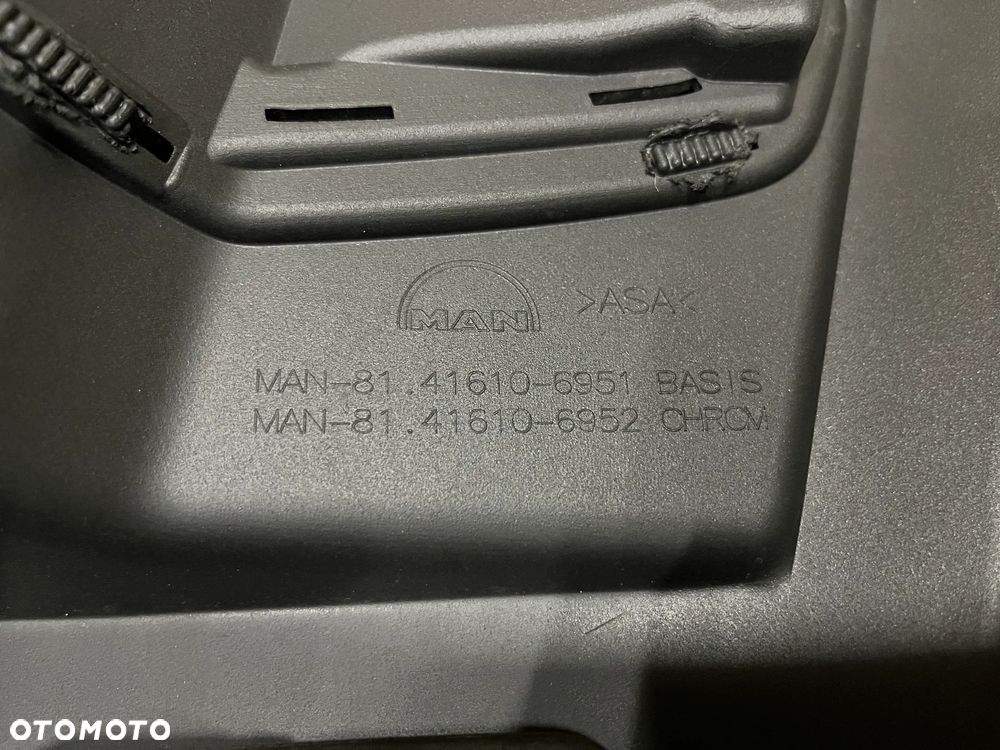 MAN >ASA<
MAN-81.41610-6951 BASIS
MAN-81.41610-6952 CHROM
OTOMOTO